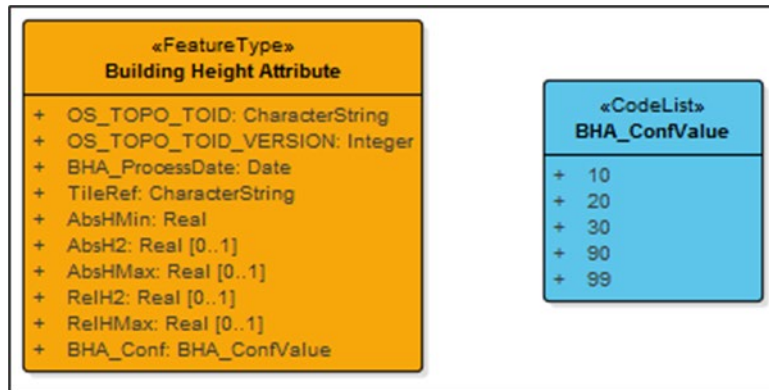 «FeatureType»
Building Height Attribute
+ OS_TOPO_TOID: CharacterString
+ OS_TOPO_TOID_VERSION: Integer
+ BHA_ProcessDate: Date
+ TileRef: CharacterString
+ AbsHMin: Real
+ AbsH2: Real [0..1]
+ AbsHMax: Real [0..1]
+ RelH2: Real [0..1]
+ RelHMax: Real [0..1]
+ BHA_Conf: BHA_ConfValue
«CodeList»
BHA_ConfValue
+ 10
+ 20
+ 30
+ 90
+ 99